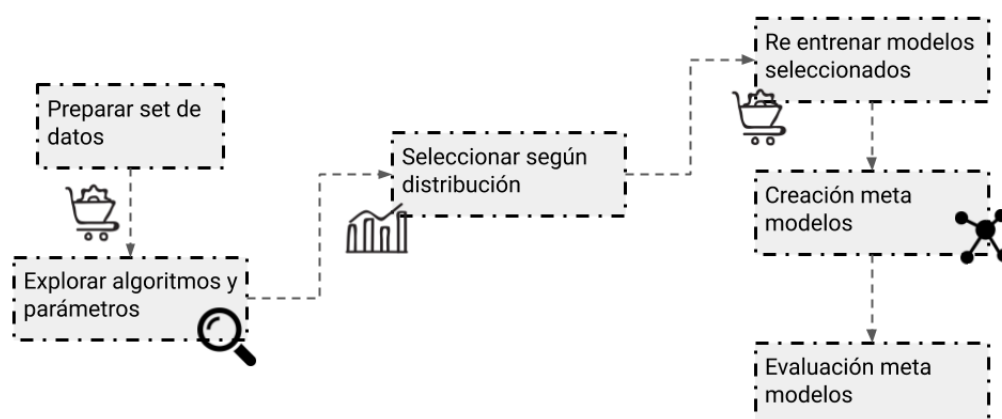 Preparar set de
datos
Explorar algoritmos y
parámetros
Seleccionar según
distribución
Re entrenar modelos
seleccionados
Creación meta
modelos
Evaluación meta
modelos